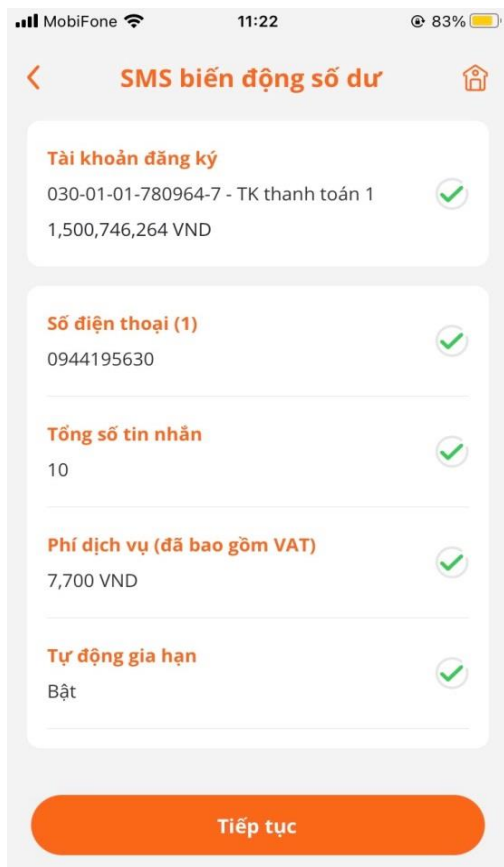 MobiFone 11:22 83%
SMS biến động số dư
Tài khoản đăng ký
030-01-01-780964-7 - TK thanh toán 1
1,500,746,264 VND
Số điện thoại (1)
0944195630
Tổng số tin nhắn
10
Phí dịch vụ (đã bao gồm VAT)
7,700 VND
Tự động gia hạn
Bật
Tiếp tục